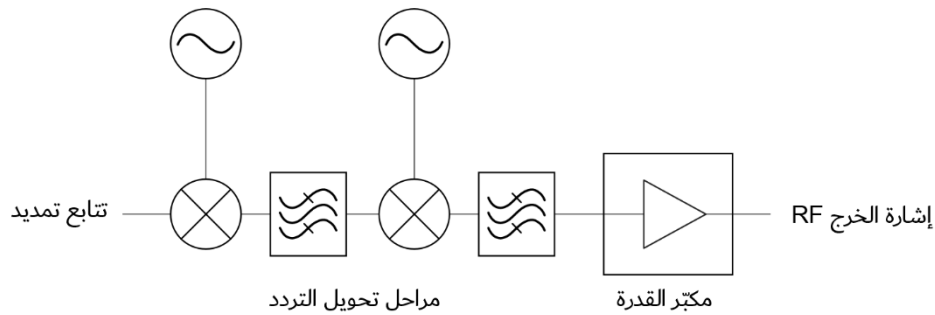 تتابع تمديد
إشارة الخرج RF
مراحل تحويل التردد
مكبّر القدرة